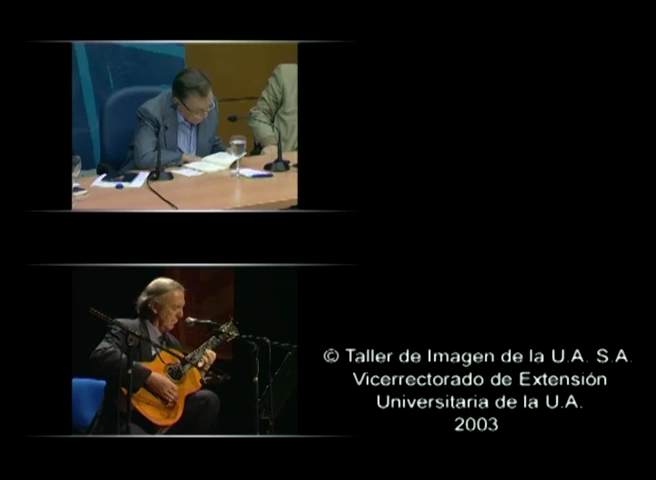 © Taller de Imagen de la U.A. S.A.
Vicerrectorado de Extensión
Universitaria de la U.A.
2003